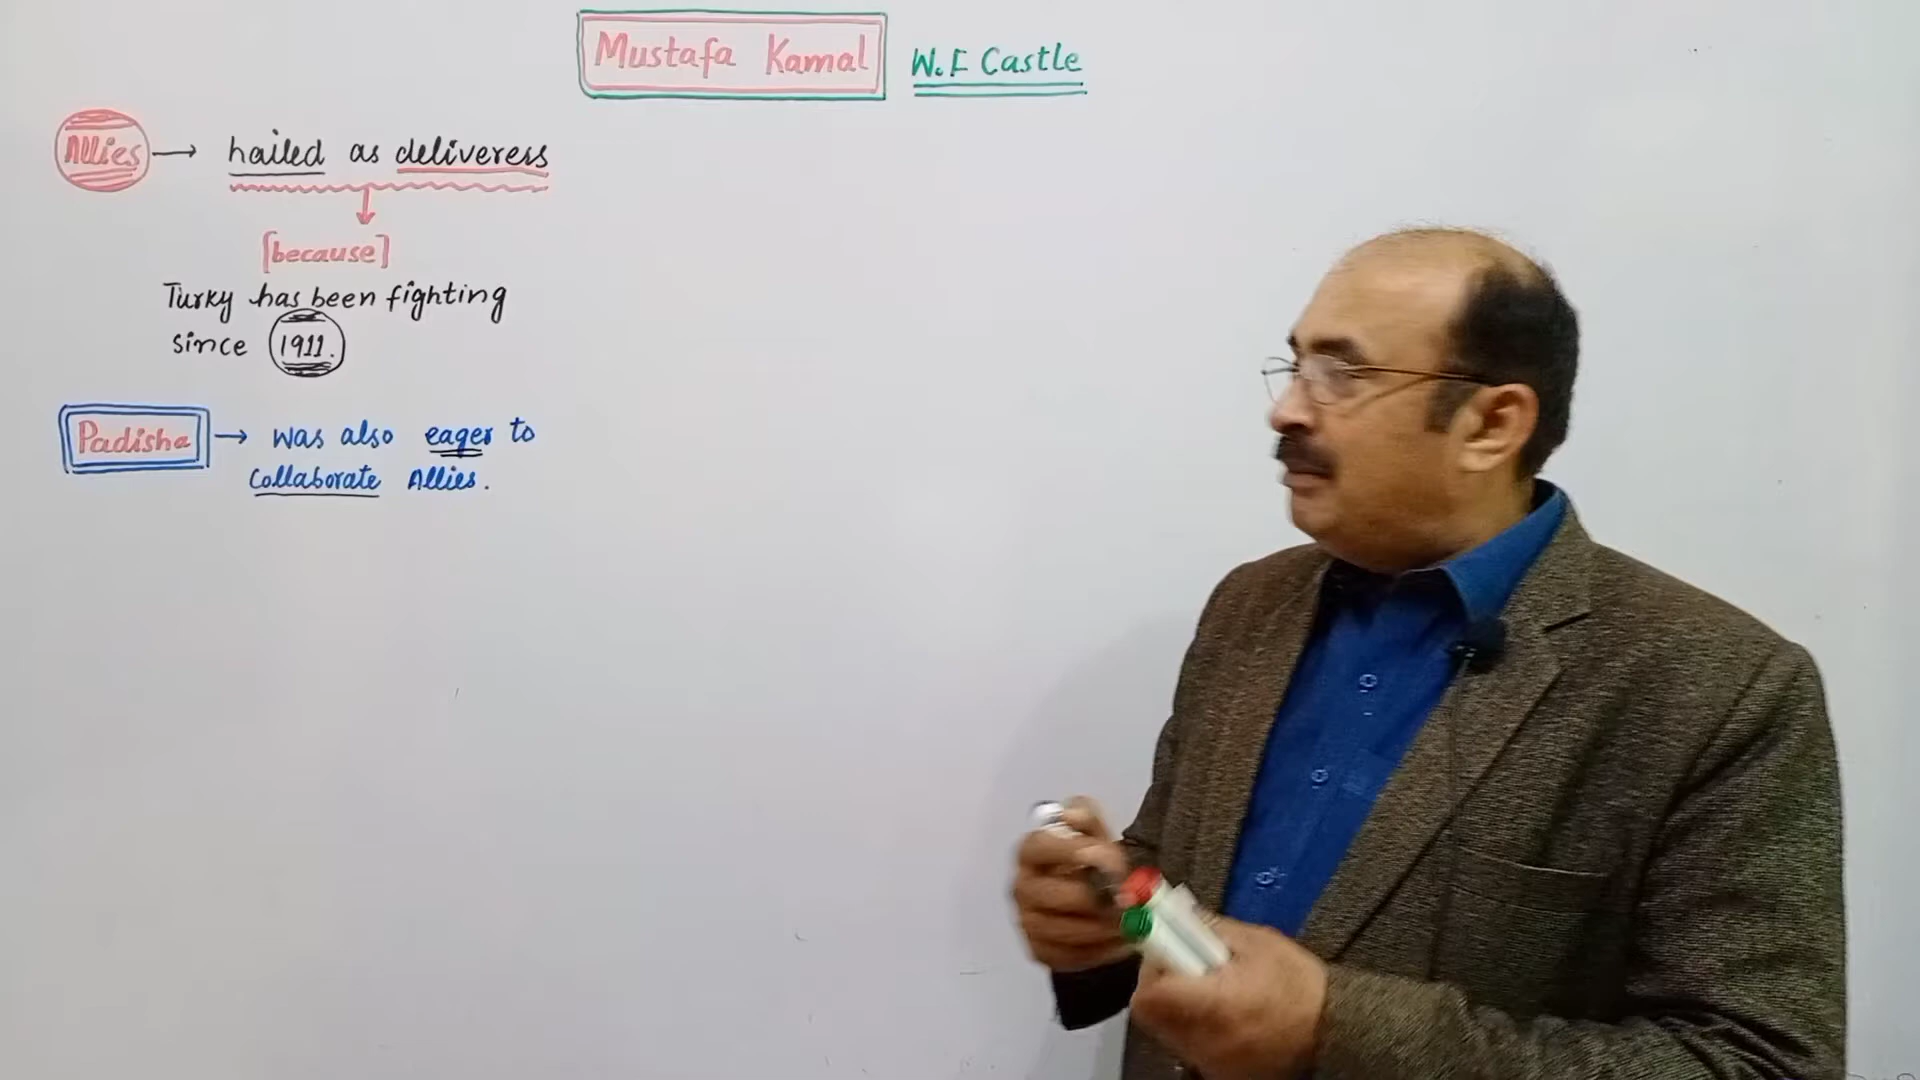 Mustafa Kamal W.F Castle
Allies → hailed as deliveress
[because]
Turky has been fighting
since 1911.
Padisha → was also eager to
Collaborate Allies.